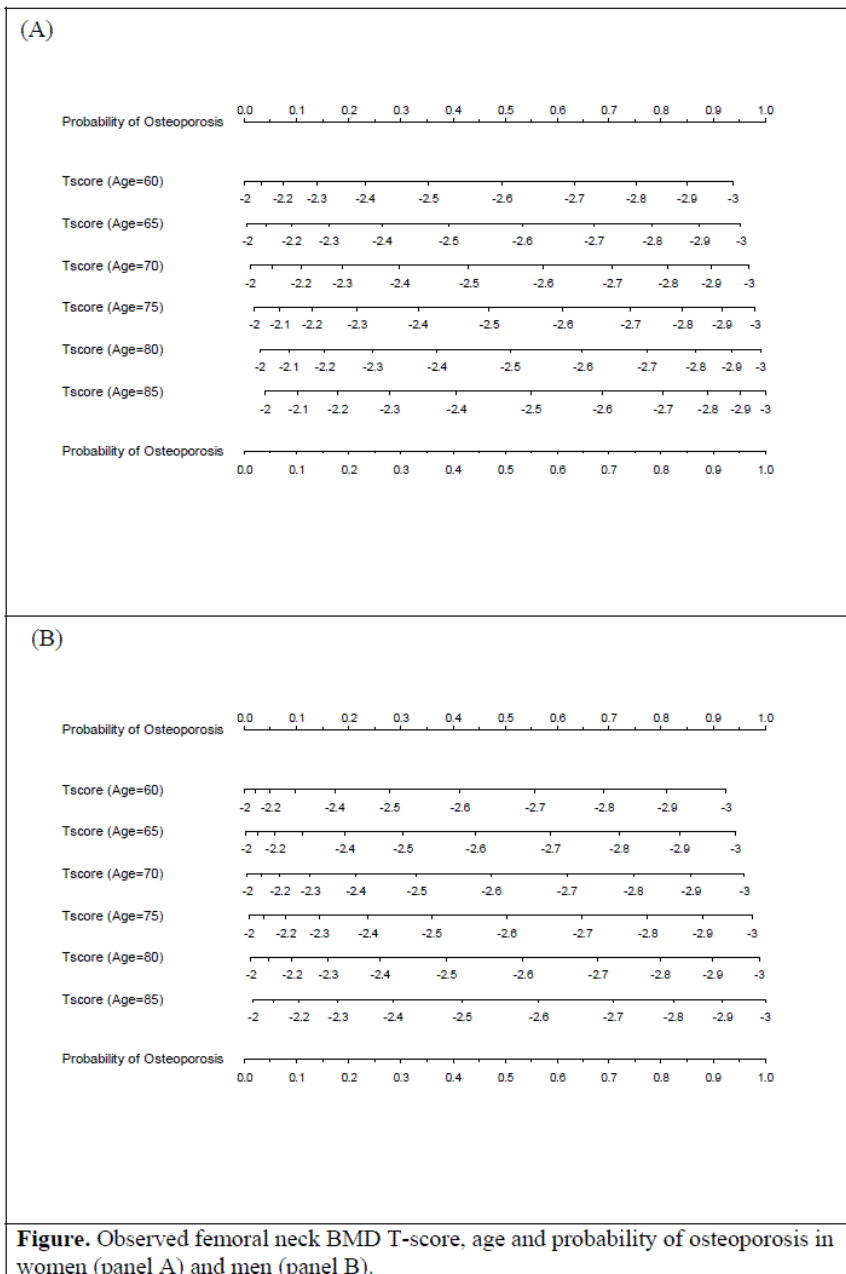 (A)
0.0 0.1 0.2 0.3 0.4 0.5 0.6 0.7 0.8 0.9 1.0
Probability of Osteoporosis
Tscore (Age=60)
-2 -2.2 -2.3 -2.4 -2.5 -2.6 -2.7 -2.8 -2.9 -3
Tscore (Age=65)
-2 -2.2 -2.3 -2.4 -2.5 -2.6 -2.7 -2.8 -2.9 -3
Tscore (Age=70)
-2 -2.2 -2.3 -2.4 -2.5 -2.6 -2.7 -2.8 -2.9 -3
Tscore (Age=75)
-2 -2.1 -2.2 -2.3 -2.4 -2.5 -2.6 -2.7 -2.8 -2.9 -3
Tscore (Age=80)
-2 -2.1 -2.2 -2.3 -2.4 -2.5 -2.6 -2.7 -2.8 -2.9 -3
Tscore (Age=85)
-2 -2.1 -2.2 -2.3 -2.4 -2.5 -2.6 -2.7 -2.8 -2.9 -3
Probability of Osteoporosis
0.0 0.1 0.2 0.3 0.4 0.5 0.6 0.7 0.8 0.9 1.0
(B)
0.0 0.1 0.2 0.3 0.4 0.5 0.6 0.7 0.8 0.9 1.0
Probability of Osteoporosis
Tscore (Age=60)
-2 -2.2 -2.4 -2.5 -2.6 -2.7 -2.8 -2.9 -3
Tscore (Age=65)
-2 -2.2 -2.4 -2.5 -2.6 -2.7 -2.8 -2.9 -3
Tscore (Age=70)
-2 -2.2 -2.3 -2.4 -2.5 -2.6 -2.7 -2.8 -2.9 -3
Tscore (Age=75)
-2 -2.2 -2.3 -2.4 -2.5 -2.6 -2.7 -2.8 -2.9 -3
Tscore (Age=80)
-2 -2.2 -2.3 -2.4 -2.5 -2.6 -2.7 -2.8 -2.9 -3
Tscore (Age=85)
-2 -2.2 -2.3 -2.4 -2.5 -2.6 -2.7 -2.8 -2.9 -3
Probability of Osteoporosis
0.0 0.1 0.2 0.3 0.4 0.5 0.6 0.7 0.8 0.9 1.0
Figure. Observed femoral neck BMD T-score, age and probability of osteoporosis in
women (panel A) and men (panel B).